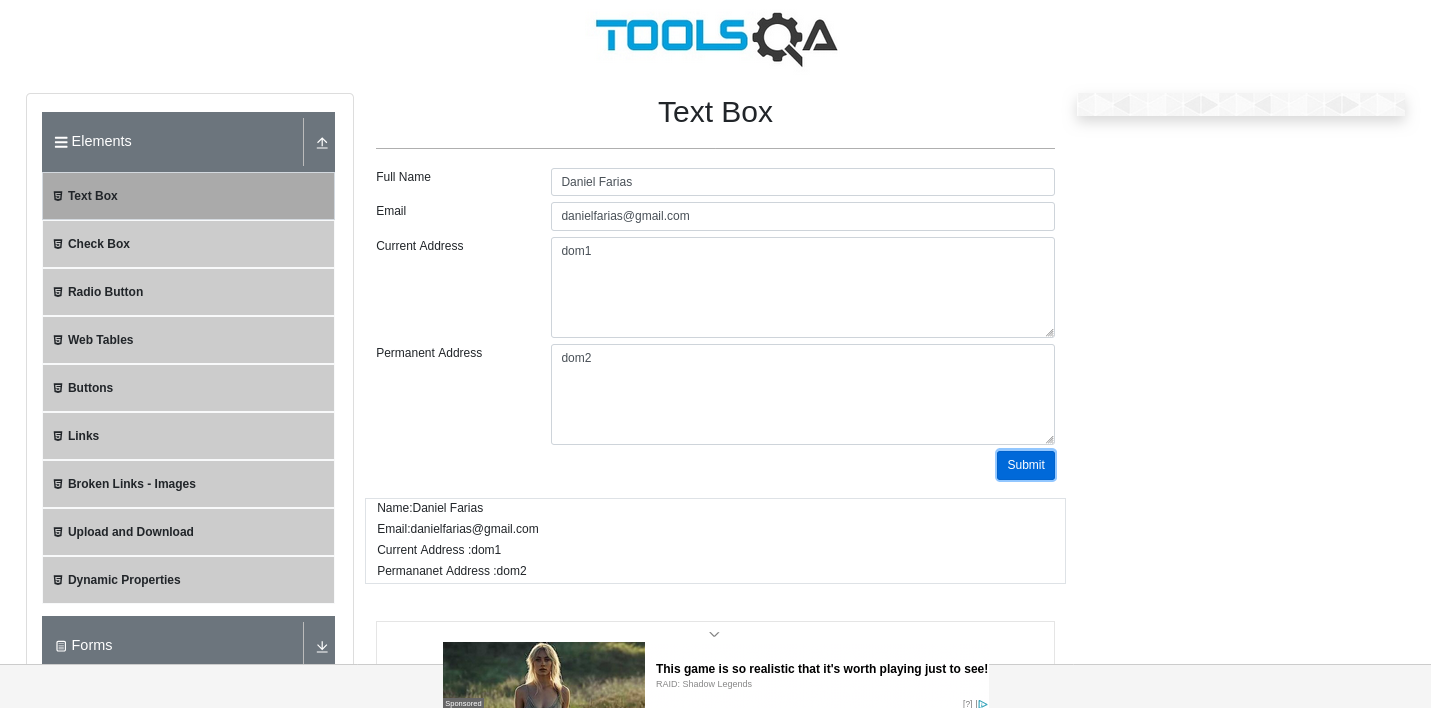 TOOLSQA
Elements
Text Box
Check Box
Radio Button
Web Tables
Buttons
Links
Broken Links - Images
Upload and Download
Dynamic Properties
Forms
Text Box
Full Name
Daniel Farias
Email
danielfarias@gmail.com
Current Address
dom1
Permanent Address
dom2
Submit
Name:Daniel Farias
Email:danielfarias@gmail.com
Current Address :dom1
Permananet Address :dom2
Sponsored
This game is so realistic that it's worth playing just to see!
RAID: Shadow Legends
[?]